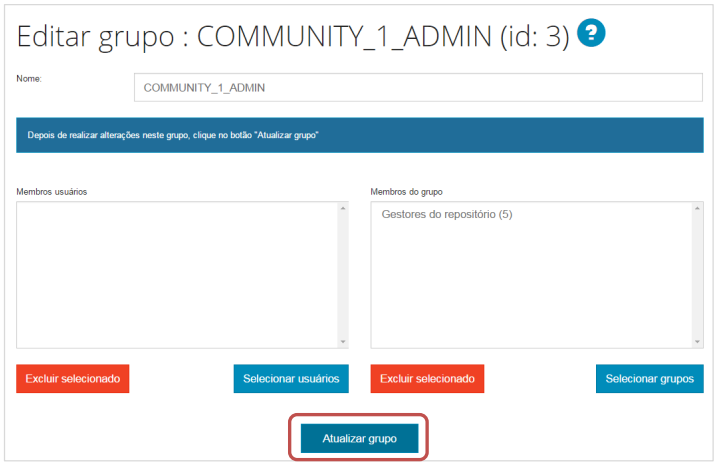 Editar grupo : COMMUNITY_1_ADMIN (id: 3) ?
Nome:
COMMUNITY_1_ADMIN
Depois de realizar alterações neste grupo, clique no botão "Atualizar grupo"
Membros usuários
Membros do grupo
Gestores do repositório (5)
Excluir selecionado
Selecionar usuários
Excluir selecionado
Selecionar grupos
Atualizar grupo